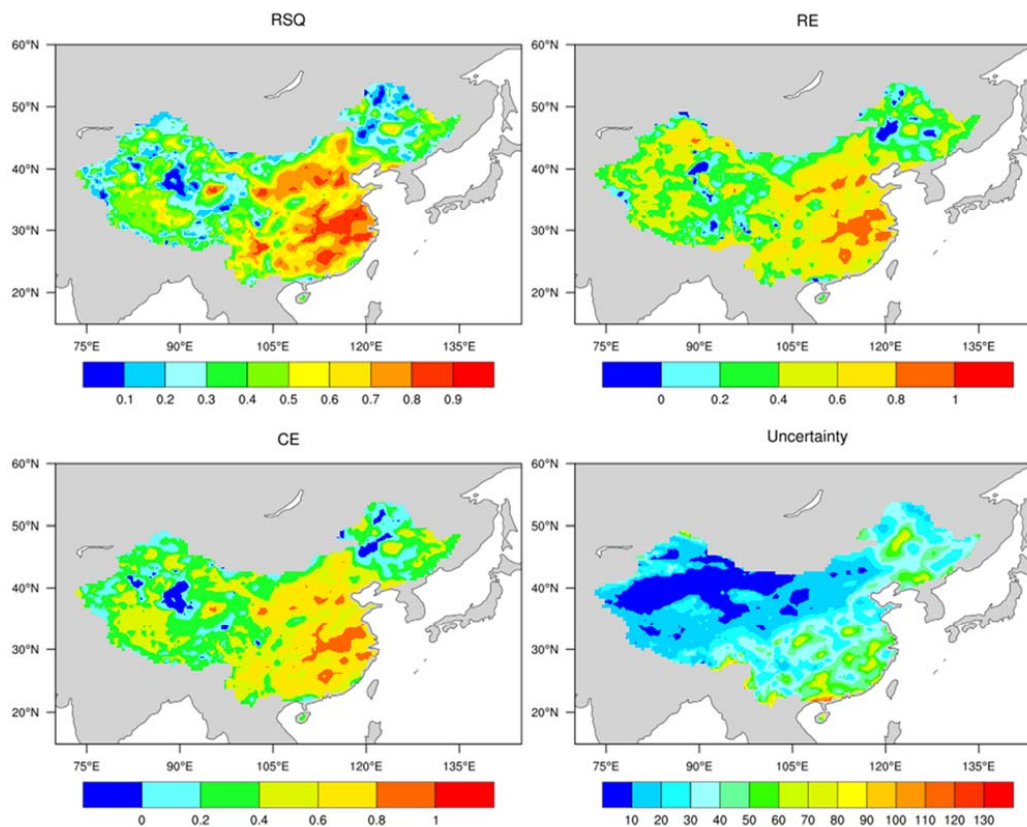 RSQ
RE
60°N
50°N
40°N
30°N
20°N
75°E 90°E 105°E 120°E 135°E
0.1 0.2 0.3 0.4 0.5 0.6 0.7 0.8 0.9
60°N
50°N
40°N
30°N
20°N
75°E 90°E 105°E 120°E 135°E
0 0.2 0.4 0.6 0.8 1
CE
Uncertainty
60°N
50°N
40°N
30°N
20°N
75°E 90°E 105°E 120°E 135°E
0 0.2 0.4 0.6 0.8 1
60°N
50°N
40°N
30°N
20°N
75°E 90°E 105°E 120°E 135°E
10 20 30 40 50 60 70 80 90 100 110 120 130